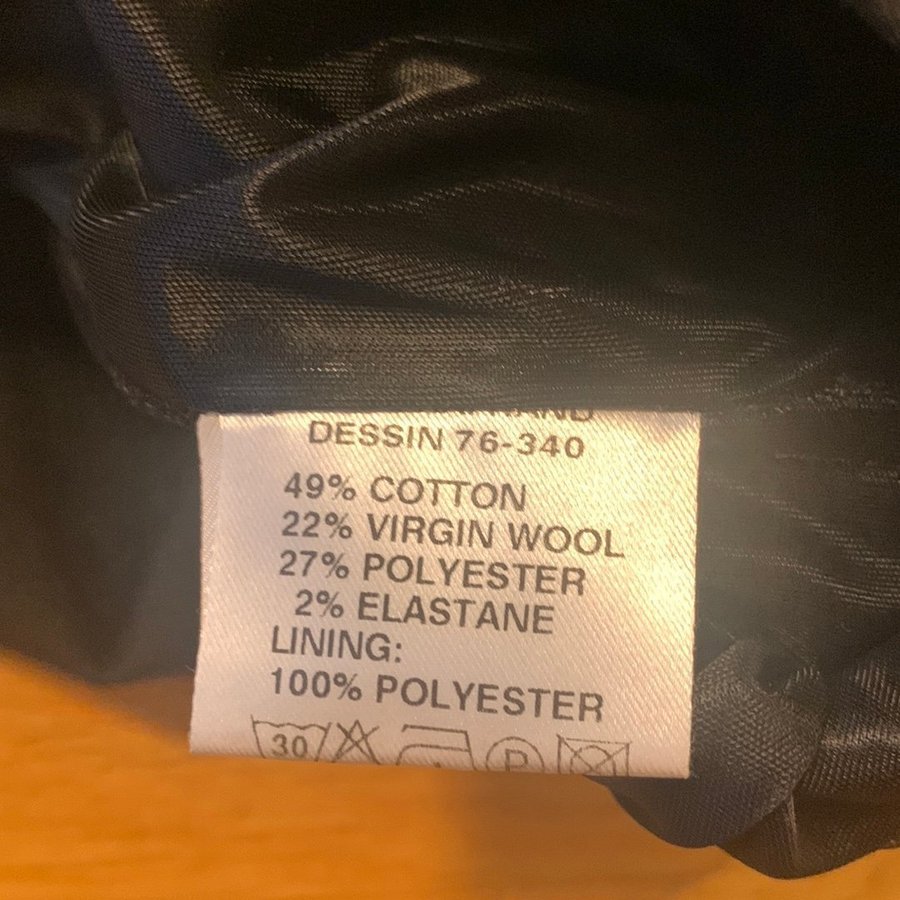 DESSIN 76-340
49% COTTON
22% VIRGIN WOOL
27% POLYESTER
2% ELASTANE
LINING:
100% POLYESTER
30 P